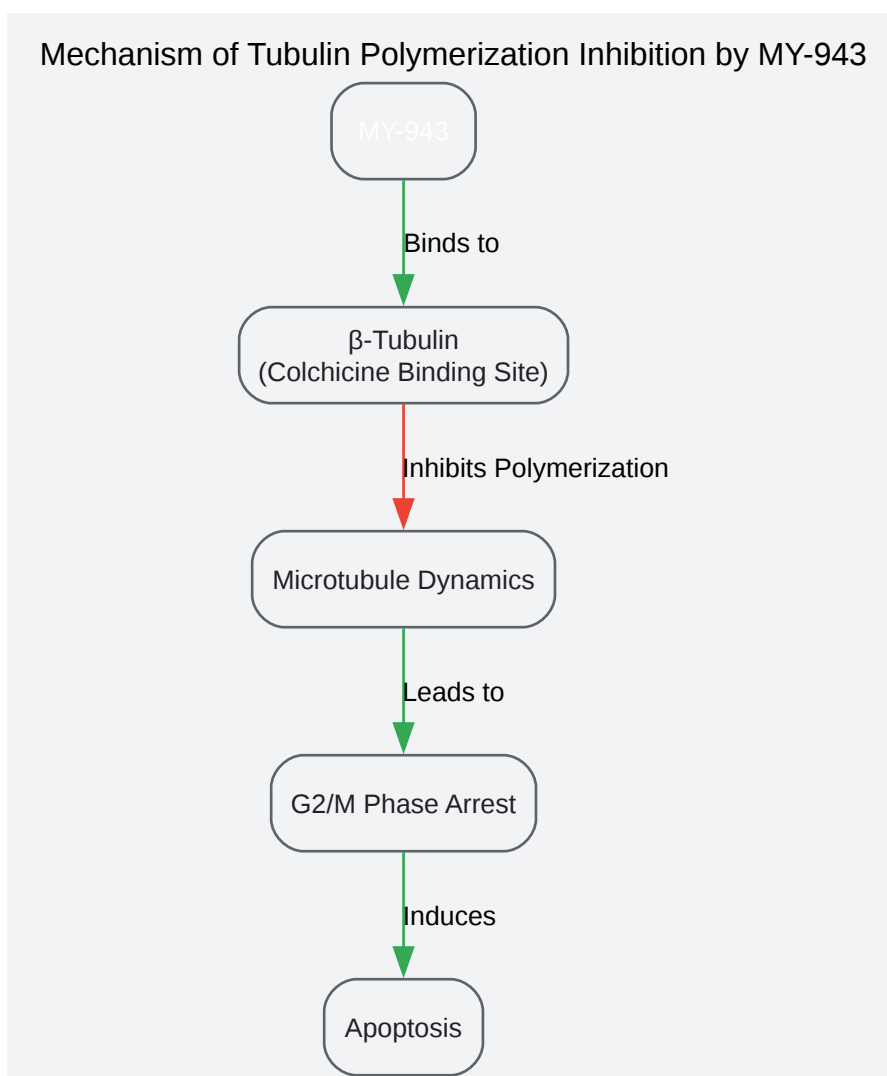 Mechanism of Tubulin Polymerization Inhibition by MY-943
MY-943
Binds to
β-Tubulin
(Colchicine Binding Site)
Inhibits Polymerization
Microtubule Dynamics
Leads to
G2/M Phase Arrest
Induces
Apoptosis